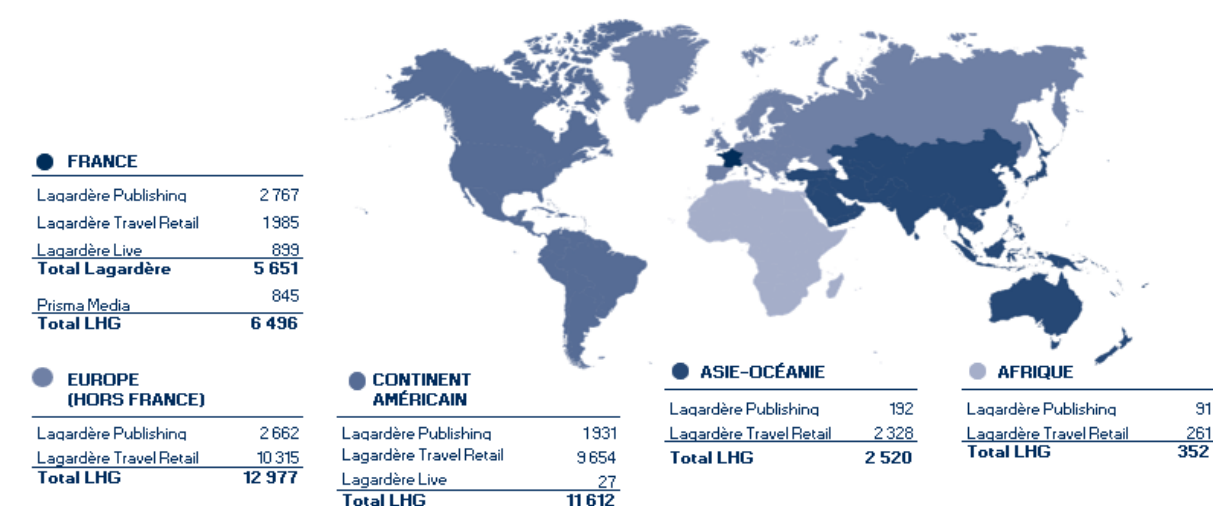 FRANCE
Lagardère Publishing 2 767
Lagardère Travel Retail 1985
Lagardère Live 899
Total Lagardère 5 651
Prisma Media 845
Total LHG 6 496
EUROPE
(HORS FRANCE)
Lagardère Publishing 2 662
Lagardère Travel Retail 10 315
Total LHG 12 977
CONTINENT
AMÉRICAIN
Lagardère Publishing 1931
Lagardère Travel Retail 9 654
Lagardère Live 27
Total LHG 11 612
ASIE-OCÉANIE
Lagardère Publishing 192
Lagardère Travel Retail 2 328
Total LHG 2 520
AFRIQUE
Lagardère Publishing 91
Lagardère Travel Retail 261
Total LHG 352